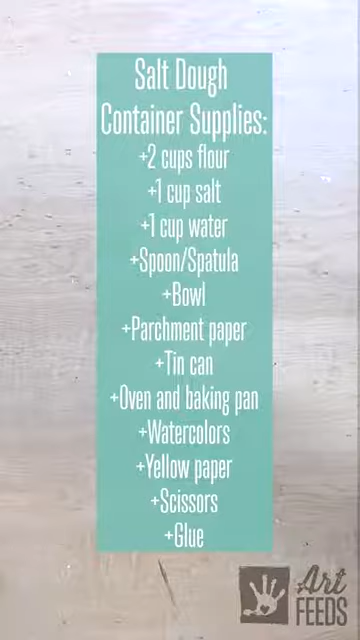 Salt Dough
Container Supplies:
+2 cups flour
+1 cup salt
+1 cup water
+Spoon/Spatula
+Bowl
+Parchment paper
+Tin can
+Oven and baking pan
+Watercolors
+Yellow paper
+Scissors
+Glue
Art
FEEDS